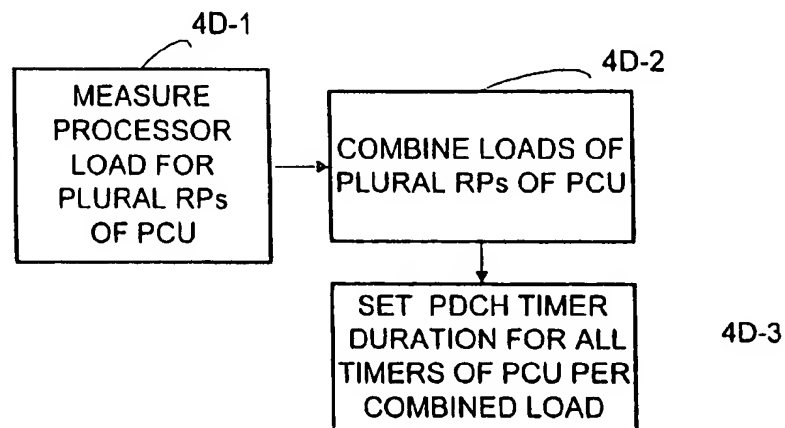 4D-1
MEASURE
PROCESSOR
LOAD FOR
PLURAL RPs
OF PCU
4D-2
COMBINE LOADS OF
PLURAL RPs OF PCU
SET PDCH TIMER
DURATION FOR ALL
TIMERS OF PCU PER
COMBINED LOAD
4D-3